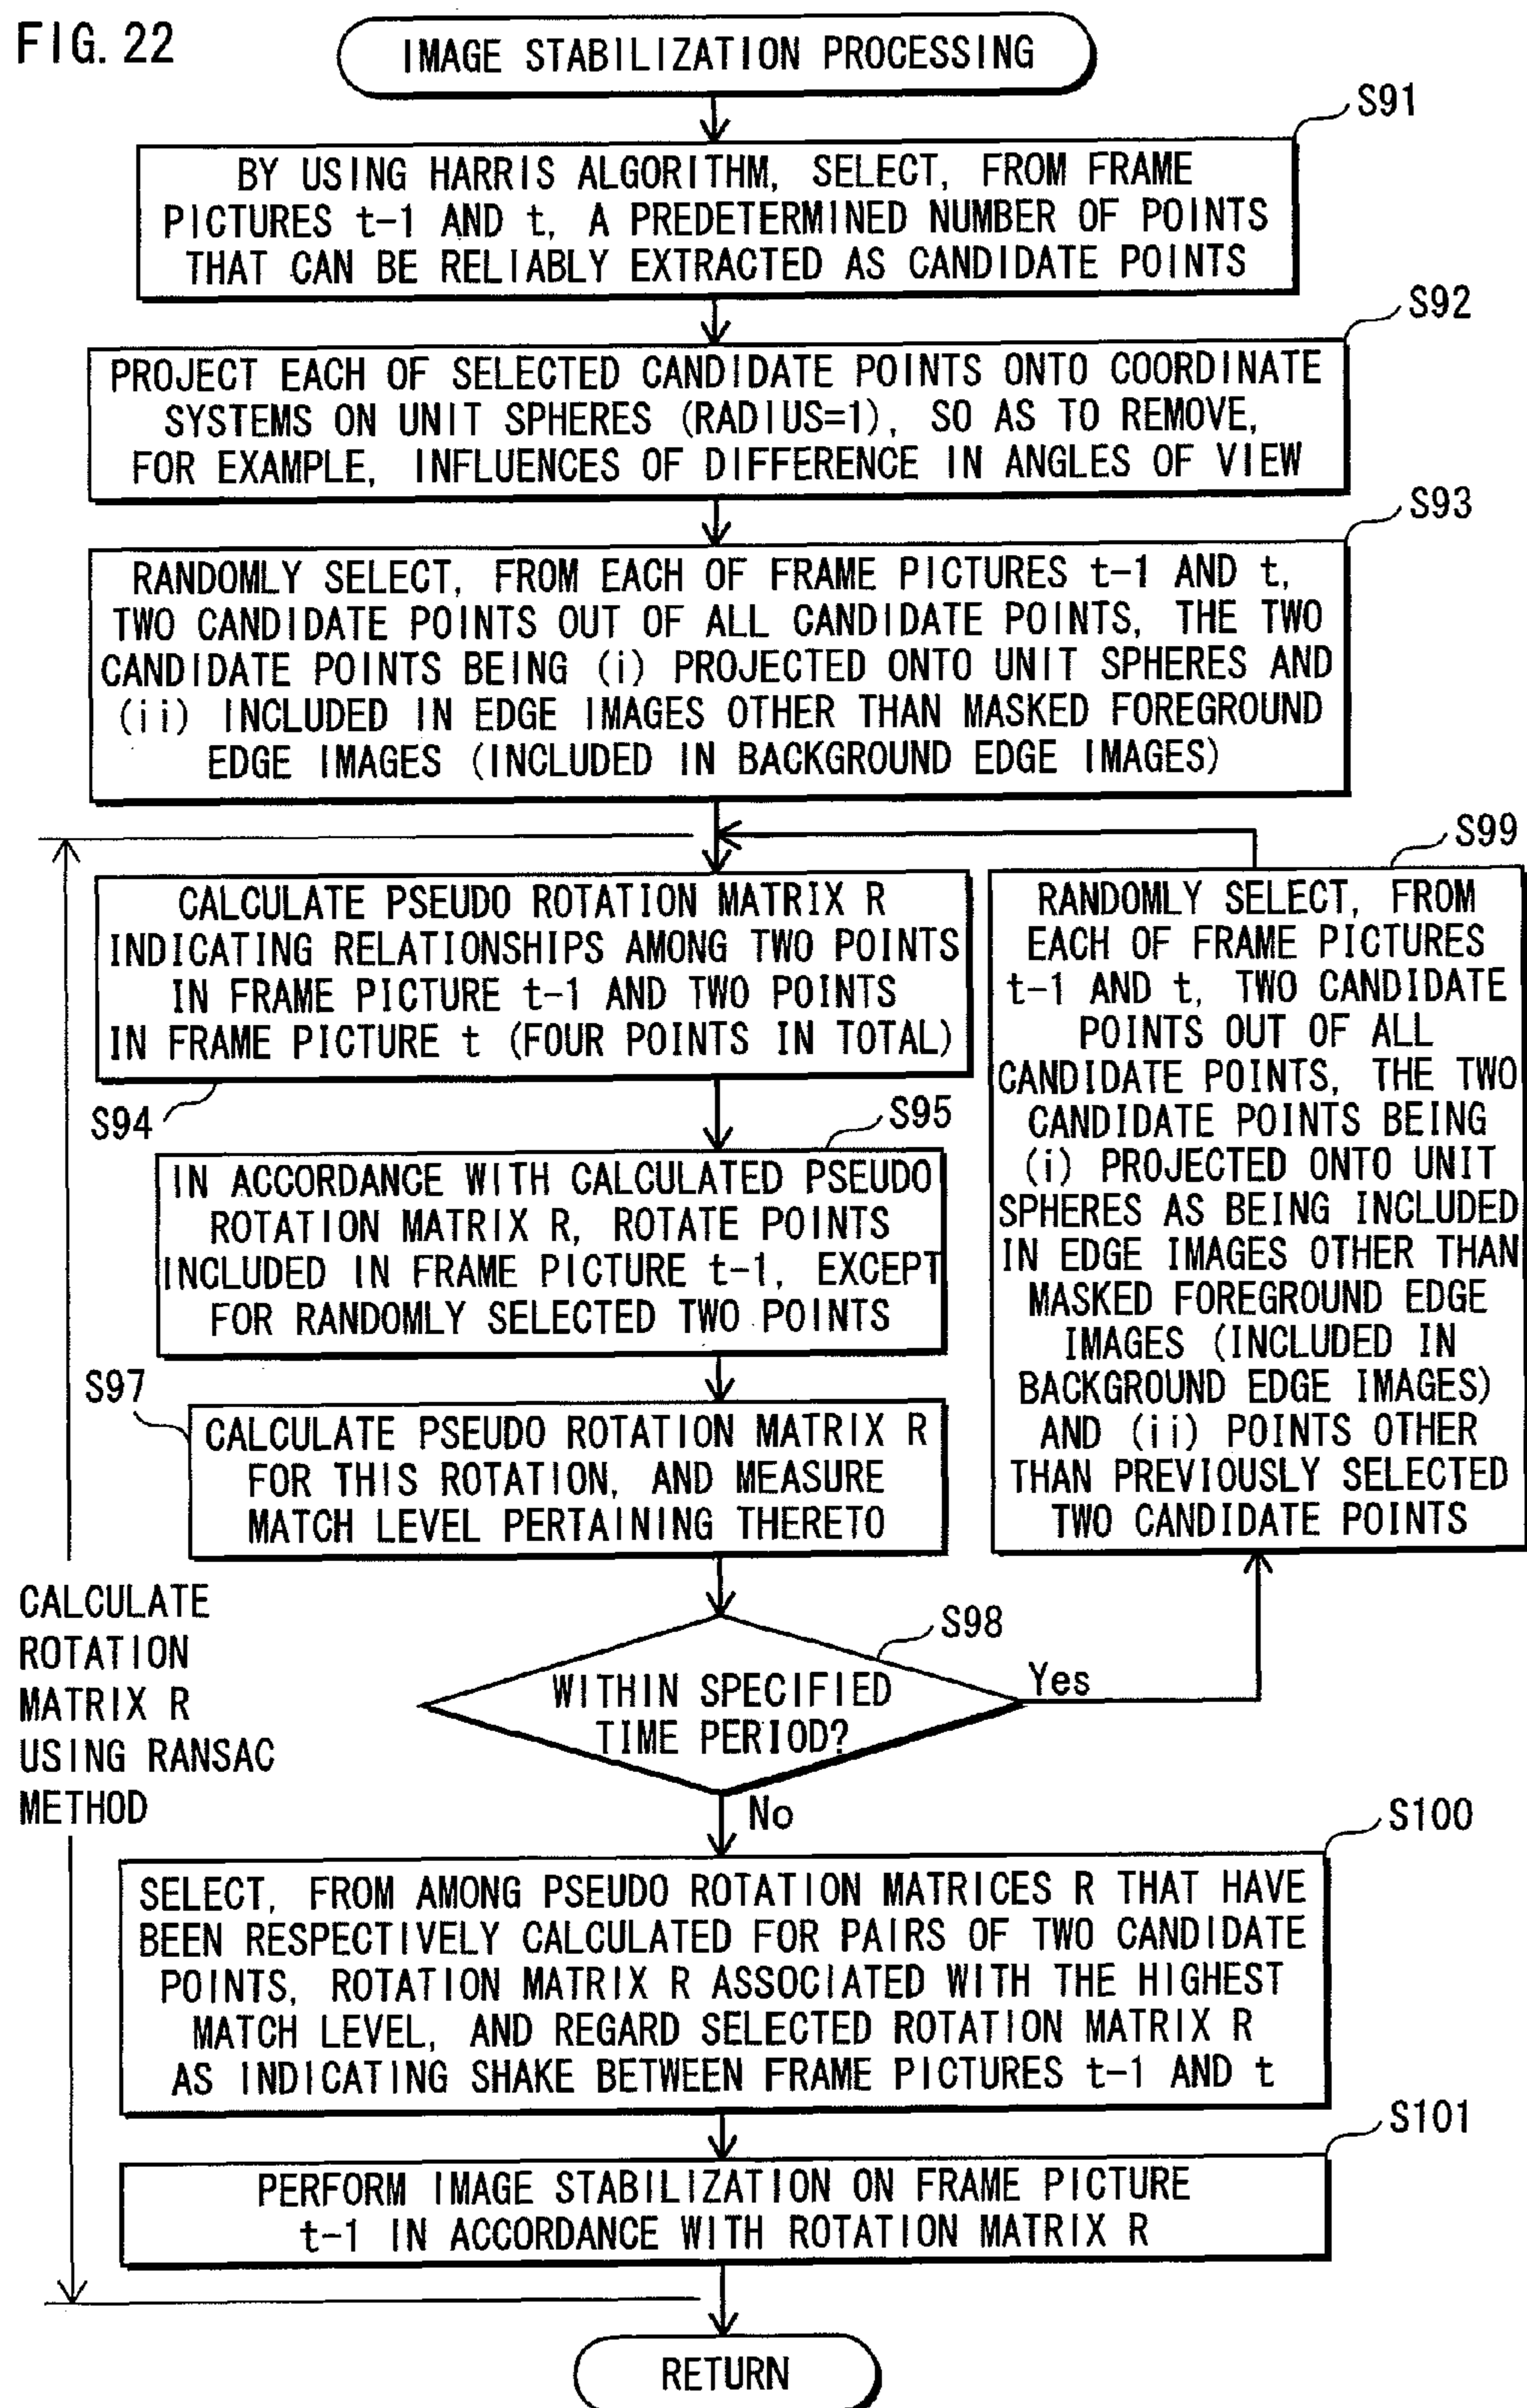 FIG. 22
IMAGE STABILIZATION PROCESSING
S91
BY USING HARRIS ALGORITHM, SELECT, FROM FRAME
PICTURES t-1 AND t, A PREDETERMINED NUMBER OF POINTS
THAT CAN BE RELIABLY EXTRACTED AS CANDIDATE POINTS
S92
PROJECT EACH OF SELECTED CANDIDATE POINTS ONTO COORDINATE
SYSTEMS ON UNIT SPHERES (RADIUS=1), SO AS TO REMOVE,
FOR EXAMPLE, INFLUENCES OF DIFFERENCE IN ANGLES OF VIEW
S93
RANDOMLY SELECT, FROM EACH OF FRAME PICTURES t-1 AND t,
TWO CANDIDATE POINTS OUT OF ALL CANDIDATE POINTS, THE TWO
CANDIDATE POINTS BEING (i) PROJECTED ONTO UNIT SPHERES AND
(ii) INCLUDED IN EDGE IMAGES OTHER THAN MASKED FOREGROUND
EDGE IMAGES (INCLUDED IN BACKGROUND EDGE IMAGES)
CALCULATE PSEUDO ROTATION MATRIX R
INDICATING RELATIONSHIPS AMONG TWO POINTS
IN FRAME PICTURE t-1 AND TWO POINTS
IN FRAME PICTURE t (FOUR POINTS IN TOTAL)
S94
S95
IN ACCORDANCE WITH CALCULATED PSEUDO
ROTATION MATRIX R, ROTATE POINTS
INCLUDED IN FRAME PICTURE t-1, EXCEPT
FOR RANDOMLY SELECTED TWO POINTS
S97
CALCULATE PSEUDO ROTATION MATRIX R
FOR THIS ROTATION, AND MEASURE
MATCH LEVEL PERTAINING THERETO
S98
WITHIN SPECIFIED
TIME PERIOD?
Yes
No
S99
RANDOMLY SELECT, FROM
EACH OF FRAME PICTURES
t-1 AND t, TWO CANDIDATE
POINTS OUT OF ALL
CANDIDATE POINTS, THE TWO
CANDIDATE POINTS BEING
(i) PROJECTED ONTO UNIT
SPHERES AS BEING INCLUDED
IN EDGE IMAGES OTHER THAN
MASKED FOREGROUND EDGE
IMAGES (INCLUDED IN
BACKGROUND EDGE IMAGES)
AND (ii) POINTS OTHER
THAN PREVIOUSLY SELECTED
TWO CANDIDATE POINTS
CALCULATE
ROTATION
MATRIX R
USING RANSAC
METHOD
S100
SELECT, FROM AMONG PSEUDO ROTATION MATRICES R THAT HAVE
BEEN RESPECTIVELY CALCULATED FOR PAIRS OF TWO CANDIDATE
POINTS, ROTATION MATRIX R ASSOCIATED WITH THE HIGHEST
MATCH LEVEL, AND REGARD SELECTED ROTATION MATRIX R
AS INDICATING SHAKE BETWEEN FRAME PICTURES t-1 AND t
S101
PERFORM IMAGE STABILIZATION ON FRAME PICTURE
t-1 IN ACCORDANCE WITH ROTATION MATRIX R
RETURN